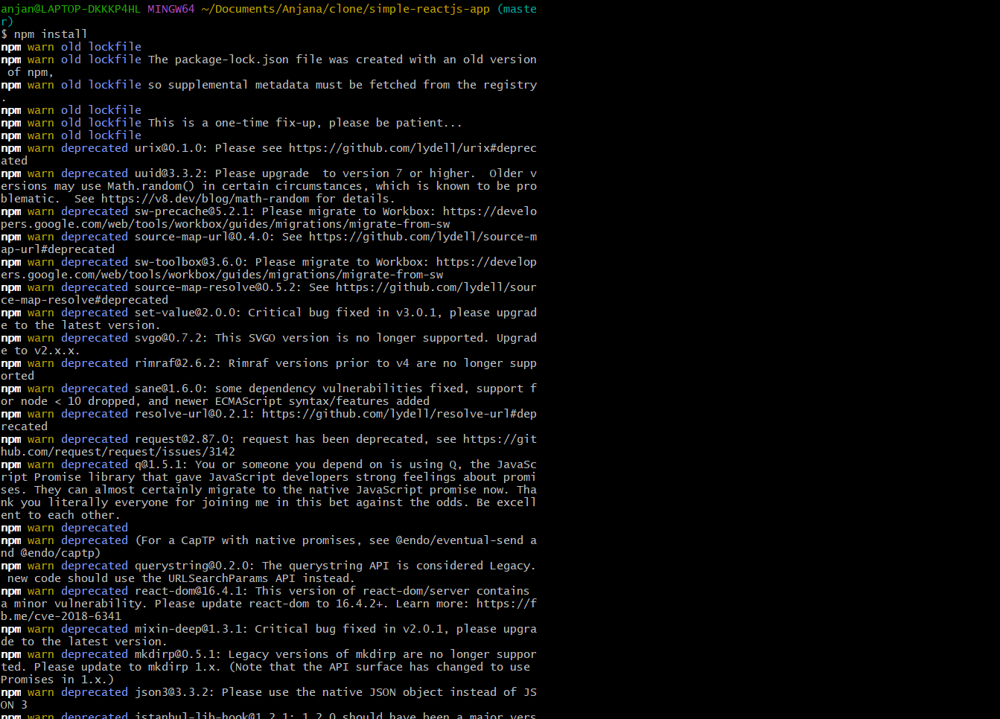 anjan@LAPTOP-DKKKP4HL MINGW64 ~/Documents/Anjana/clone/simple-reactjs-app (maste
r)
$ npm install
npm warn old lockfile
npm warn old lockfile The package-lock.json file was created with an old version
 of npm,
npm warn old lockfile so supplemental metadata must be fetched from the registry
.
npm warn old lockfile
npm warn old lockfile This is a one-time fix-up, please be patient...
npm warn old lockfile
npm warn deprecated urix@0.1.0: Please see https://github.com/lydell/urix#deprec
ated
npm warn deprecated uuid@3.3.2: Please upgrade  to version 7 or higher.  Older v
ersions may use Math.random() in certain circumstances, which is known to be pro
blematic.  See https://v8.dev/blog/math-random for details.
npm warn deprecated sw-precache@5.2.1: Please migrate to Workbox: https://develo
pers.google.com/web/tools/workbox/guides/migrations/migrate-from-sw
npm warn deprecated source-map-url@0.4.0: See https://github.com/lydell/source-m
ap-url#deprecated
npm warn deprecated sw-toolbox@3.6.0: Please migrate to Workbox: https://develop
ers.google.com/web/tools/workbox/guides/migrations/migrate-from-sw
npm warn deprecated source-map-resolve@0.5.2: See https://github.com/lydell/sour
ce-map-resolve#deprecated
npm warn deprecated set-value@2.0.0: Critical bug fixed in v3.0.1, please upgrad
e to the latest version.
npm warn deprecated svgo@0.7.2: This SVGO version is no longer supported. Upgrad
e to v2.x.x.
npm warn deprecated rimraf@2.6.2: Rimraf versions prior to v4 are no longer supp
orted
npm warn deprecated sane@1.6.0: some dependency vulnerabilities fixed, support f
or node < 10 dropped, and newer ECMAScript syntax/features added
npm warn deprecated resolve-url@0.2.1: https://github.com/lydell/resolve-url#dep
recated
npm warn deprecated request@2.87.0: request has been deprecated, see https://git
hub.com/request/request/issues/3142
npm warn deprecated q@1.5.1: You or someone you depend on is using Q, the JavaSc
ript Promise library that gave JavaScript developers strong feelings about promi
ses. They can almost certainly migrate to the native JavaScript promise now. Tha
nk you literally everyone for joining me in this bet against the odds. Be excell
ent to each other.
npm warn deprecated
npm warn deprecated (For a CapTP with native promises, see @endo/eventual-send a
nd @endo/captp)
npm warn deprecated querystring@0.2.0: The querystring API is considered Legacy.
 new code should use the URLSearchParams API instead.
npm warn deprecated react-dom@16.4.1: This version of react-dom/server contains
a minor vulnerability. Please update react-dom to 16.4.2+. Learn more: https://f
b.me/cve-2018-6341
npm warn deprecated mixin-deep@1.3.1: Critical bug fixed in v2.0.1, please upgra
de to the latest version.
npm warn deprecated mkdirp@0.5.1: Legacy versions of mkdirp are no longer suppor
ted. Please update to mkdirp 1.x. (Note that the API surface has changed to use
Promises in 1.x.)
npm warn deprecated json3@3.3.2: Please use the native JSON object instead of JS
ON 3
npm warn deprecated istanbul-lib-hook@1.2.1: 1.2.0 should have been a major vers